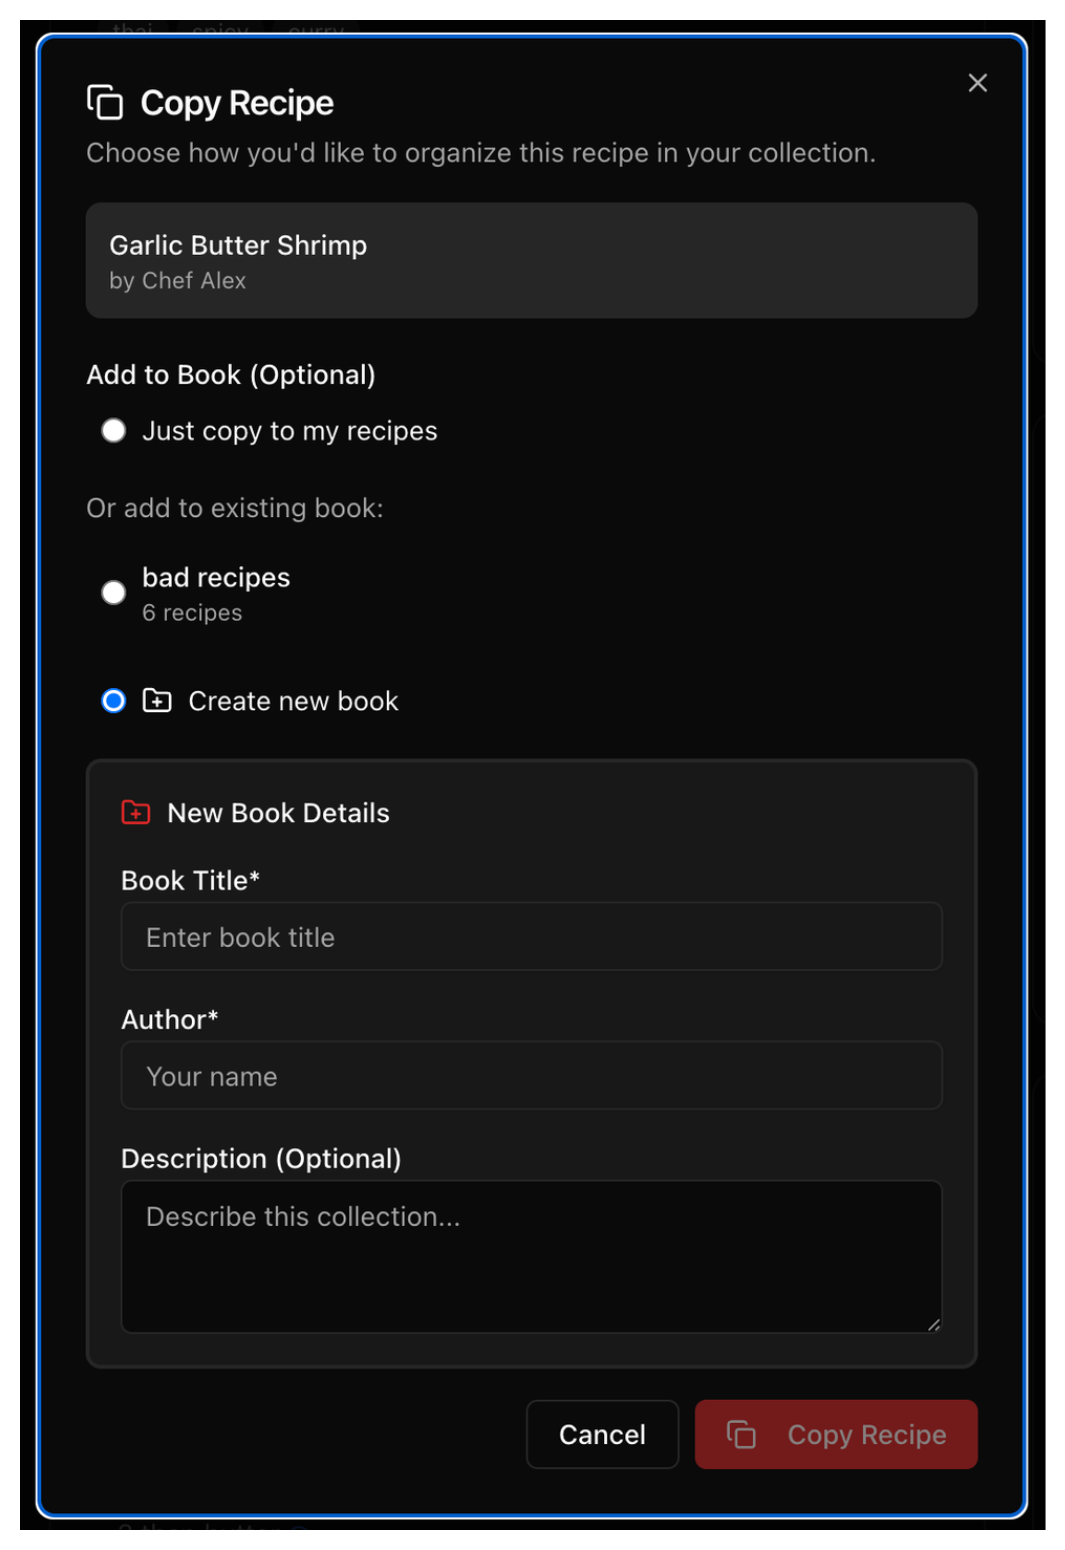 thai spicy curry
Copy Recipe
Choose how you'd like to organize this recipe in your collection.
Garlic Butter Shrimp
by Chef Alex
Add to Book (Optional)
Just copy to my recipes
Or add to existing book:
bad recipes
6 recipes
Create new book
New Book Details
Book Title*
Enter book title
Author*
Your name
Description (Optional)
Describe this collection...
Cancel
Copy Recipe